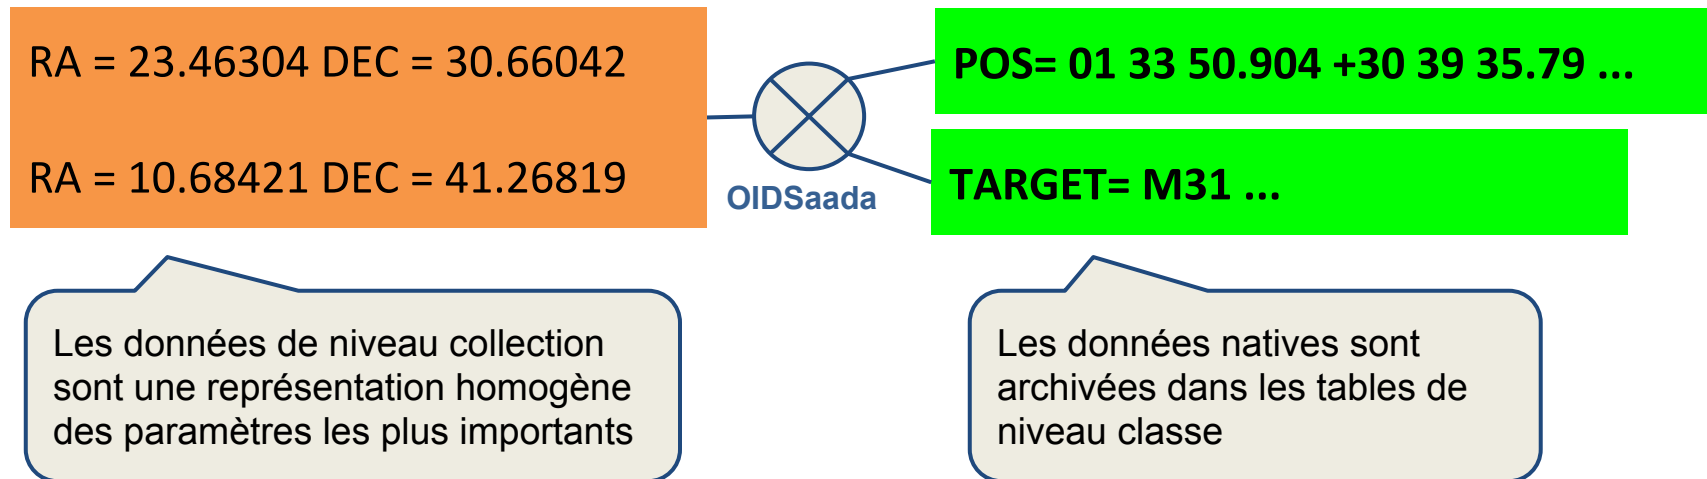 RA = 23.46304 DEC = 30.66042
RA = 10.68421 DEC = 41.26819
OIDSaada
POS= 01 33 50.904 +30 39 35.79 ...
TARGET= M31 ...
Les données de niveau collection
sont une représentation homogène
des paramètres les plus importants
Les données natives sont
archivées dans les tables de
niveau classe